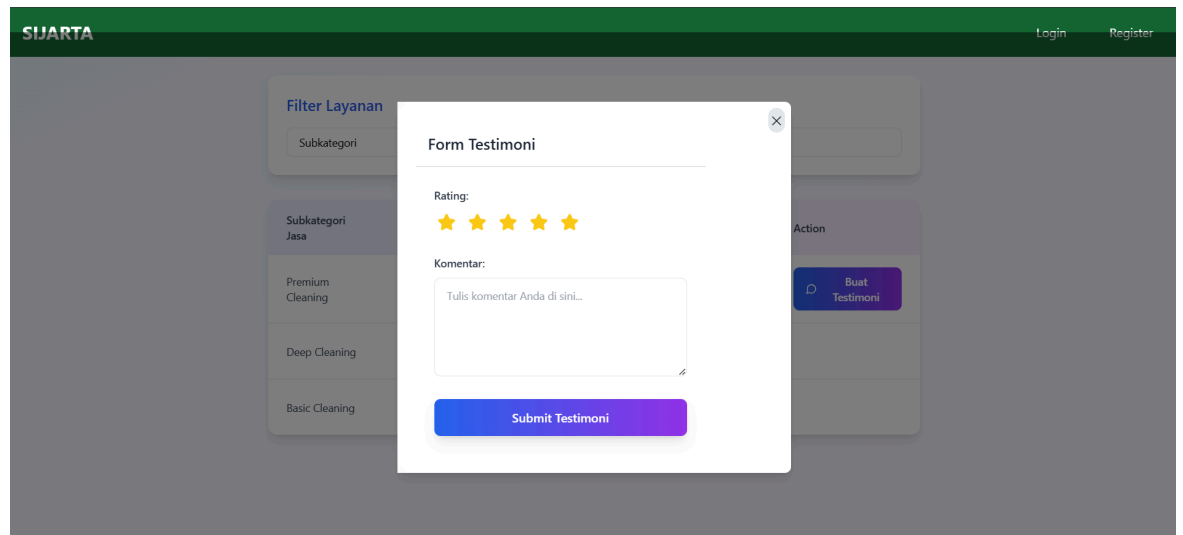 SIJARTA
Login
Register
Filter Layanan
Subkategori
Form Testimoni
Rating:
Komentar:
Tulis komentar Anda di sini...
Submit Testimoni
Subkategori
Jasa
Action
Premium
Cleaning
Buat
Testimoni
Deep Cleaning
Basic Cleaning